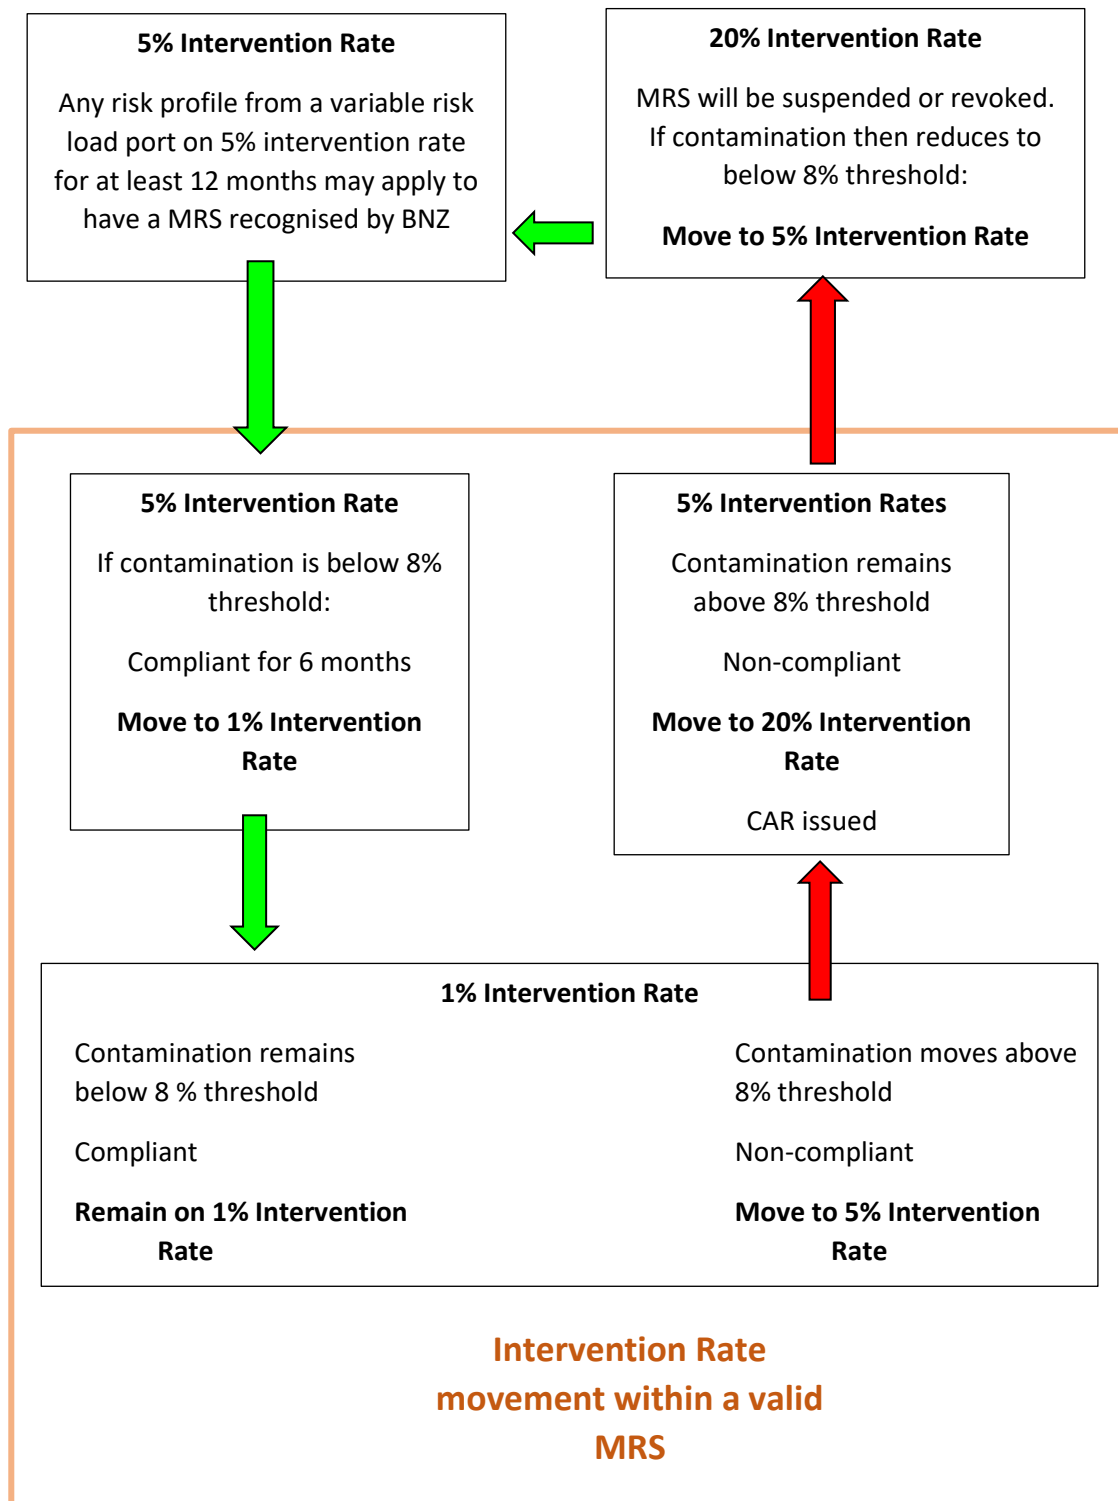 5% Intervention Rate
Any risk profile from a variable risk
load port on 5% intervention rate
for at least 12 months may apply to
have a MRS recognised by BNZ
20% Intervention Rate
MRS will be suspended or revoked.
If contamination then reduces to
below 8% threshold:
Move to 5% Intervention Rate
5% Intervention Rate
If contamination is below 8%
threshold:
Compliant for 6 months
Move to 1% Intervention
Rate
5% Intervention Rates
Contamination remains
above 8% threshold
Non-compliant
Move to 20% Intervention
Rate
CAR issued
1% Intervention Rate
Contamination remains
below 8 % threshold
Compliant
Remain on 1% Intervention
Rate
Contamination moves above
8% threshold
Non-compliant
Move to 5% Intervention
Rate
Intervention Rate
movement within a valid
MRS